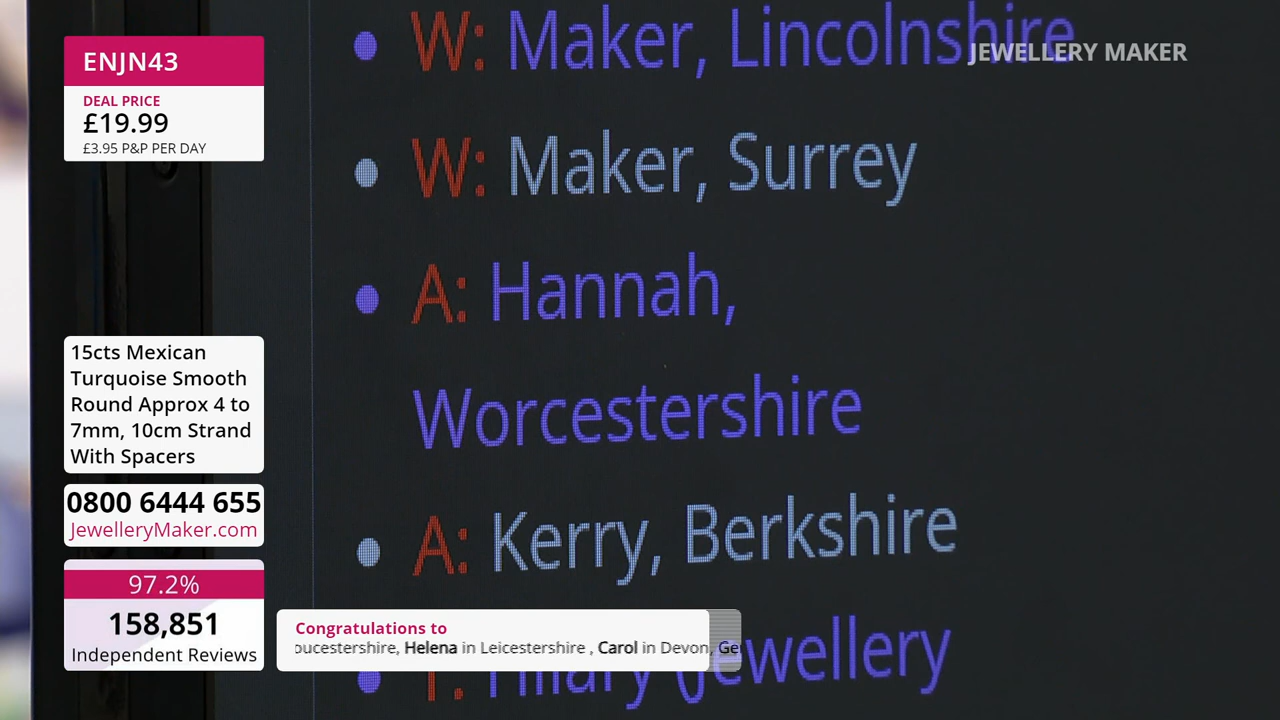 ENJN43
DEAL PRICE
£19.99
£3.95 P&P PER DAY
15cts Mexican
Turquoise Smooth
Round Approx 4 to
7mm, 10cm Strand
With Spacers
0800 6444 655
JewelleryMaker.com
97.2%
158,851
Independent Reviews
JEWELLERY MAKER
W: Maker, Lincolnshire
W: Maker, Surrey
A: Hannah,
Worcestershire
A: Kerry, Berkshire
Jewellery
Congratulations to
oucestershire, Helena in Leicestershire , Carol in Devon,